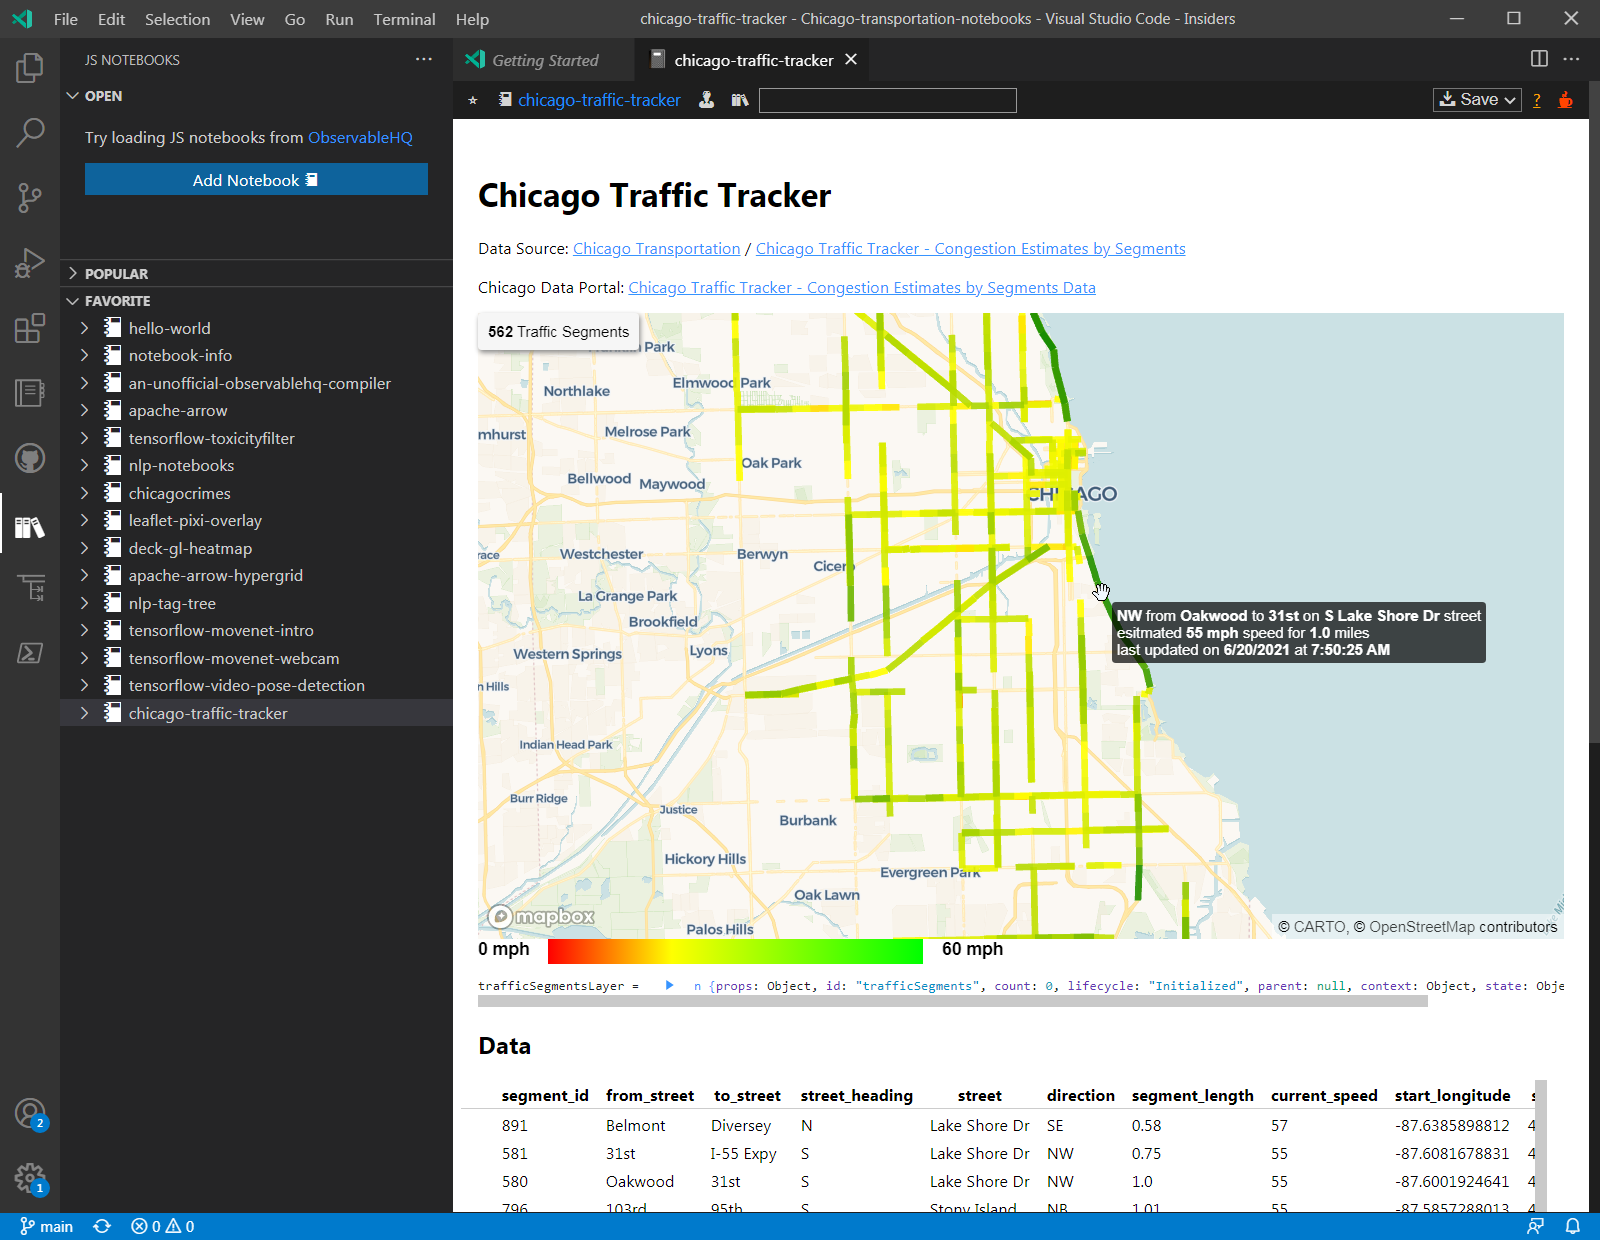 File Edit Selection View Go Run Terminal Help
chicago-traffic-tracker - Chicago-transportation-notebooks - Visual Studio Code - Insiders
JS NOTEBOOKS
OPEN
Try loading JS notebooks from ObservableHQ
Add Notebook
POPULAR
FAVORITE
hello-world
notebook-info
an-unofficial-observablehq-compiler
apache-arrow
tensorflow-toxicityfilter
nlp-notebooks
chicagocrimes
leaflet-pixi-overlay
deck-gl-heatmap
apache-arrow-hypergrid
nlp-tag-tree
tensorflow-movenet-intro
tensorflow-movenet-webcam
tensorflow-video-pose-detection
chicago-traffic-tracker
2
1
Getting Started
chicago-traffic-tracker
chicago-traffic-tracker
Save
?
Chicago Traffic Tracker
Data Source: Chicago Transportation / Chicago Traffic Tracker - Congestion Estimates by Segments
Chicago Data Portal: Chicago Traffic Tracker - Congestion Estimates by Segments Data
562 Traffic Segments
Park
Northlake
Elmwood Park
mhurst
Melrose Park
Oak Park
Bellwood
Maywood
CHICAGO
race
Westchester
Berwyn
Cicero
La Grange Park
Brookfield
Western Springs
Lyons
n Hills
Indian Head Park
Burr Ridge
Justice
Burbank
Hickory Hills
Evergreen Park
Oak Lawn
Palos Hills
NW from Oakwood to 31st on S Lake Shore Dr street
esitmated 55 mph speed for 1.0 miles
last updated on 6/20/2021 at 7:50:25 AM
mapbox
© CARTO, © OpenStreetMap contributors
0 mph
60 mph
trafficSegmentsLayer = n {props: Object, id: "trafficSegments", count: 0, lifecycle: "Initialized", parent: null, context: Object, state: Obje
Data
segment_id from_street to_street street_heading street direction segment_length current_speed start_longitude s
891 Belmont Diversey N Lake Shore Dr SE 0.58 57 -87.6385898812 4
581 31st I-55 Expy S Lake Shore Dr NW 0.75 55 -87.6081678831 4
580 Oakwood 31st S Lake Shore Dr NW 1.0 55 -87.6001924641 4
796 103rd 95th S Stony Island NB 1.01 55 -87.5857288013 4
main 0 0